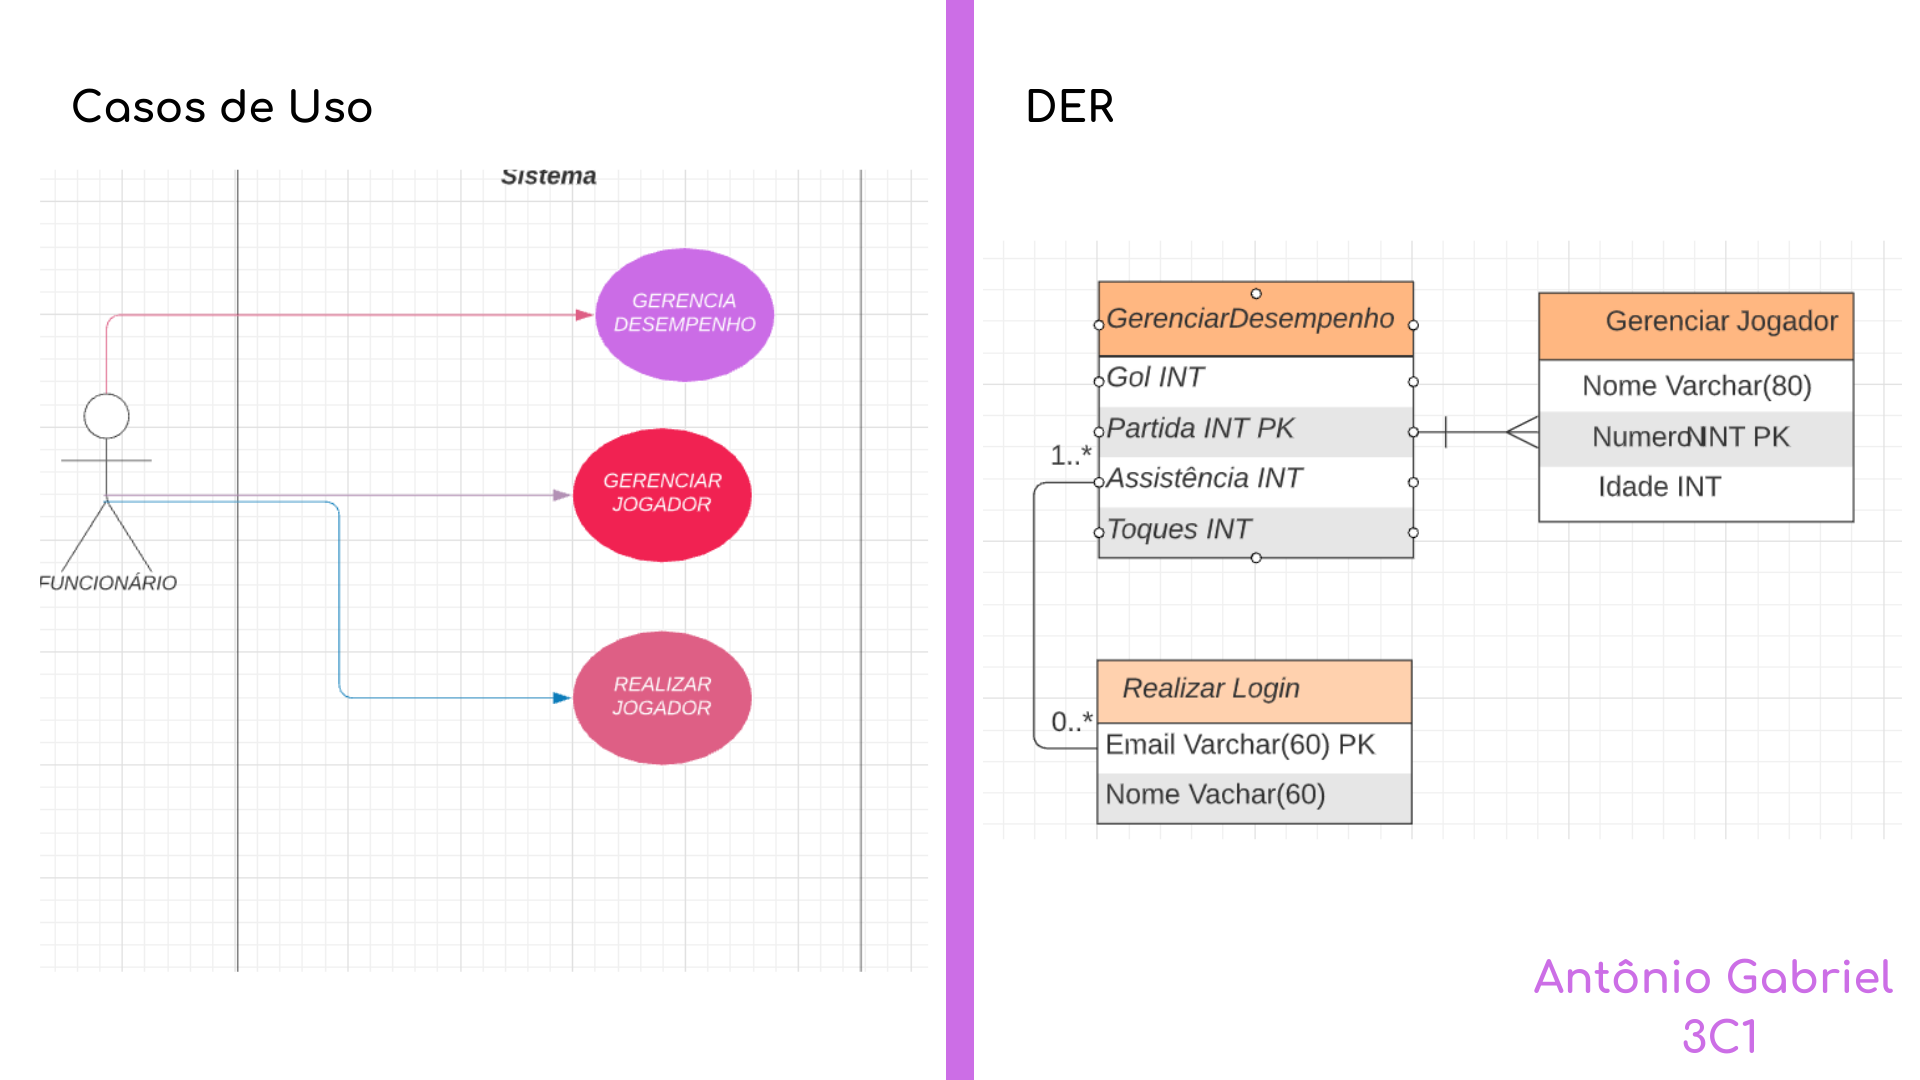 Casos de Uso
Sistema
GERENCIA
DESEMPENHO
GERENCIAR
JOGADOR
FUNCIONÁRIO
REALIZAR
JOGADOR
DER
GerenciarDesempenho
Gol INT
Partida INT PK
1..*
Assistência INT
Toques INT
Gerenciar Jogador
Nome Varchar(80)
Numero INT PK
Idade INT
Realizar Login
0..*
Email Varchar(60) PK
Nome Vachar(60)
Antônio Gabriel
3C1